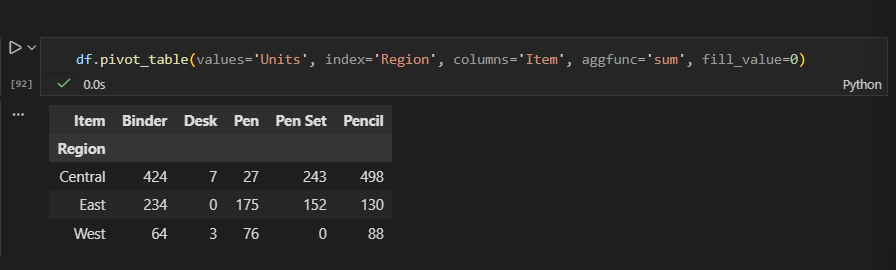 df.pivot_table(values='Units', index='Region', columns='Item', aggfunc='sum', fill_value=0)
[92] 0.0s Python
Item Binder Desk Pen Pen Set Pencil
Region
Central 424 7 27 243 498
East 234 0 175 152 130
West 64 3 76 0 88